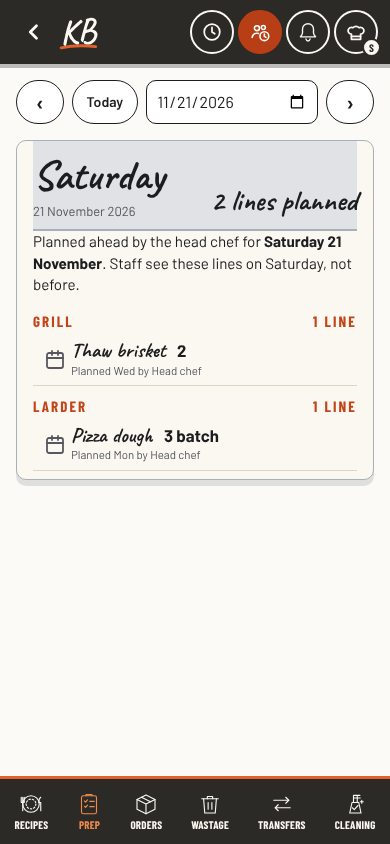 KB
S
‹
Today
11/21/2026
›
Saturday
2 lines planned
21 November 2026
Planned ahead by the head chef for Saturday 21
November. Staff see these lines on Saturday, not
before.
GRILL 1 LINE
Thaw brisket 2
Planned Wed by Head chef
LARDER 1 LINE
Pizza dough 3 batch
Planned Mon by Head chef
RECIPES PREP ORDERS WASTAGE TRANSFERS CLEANING